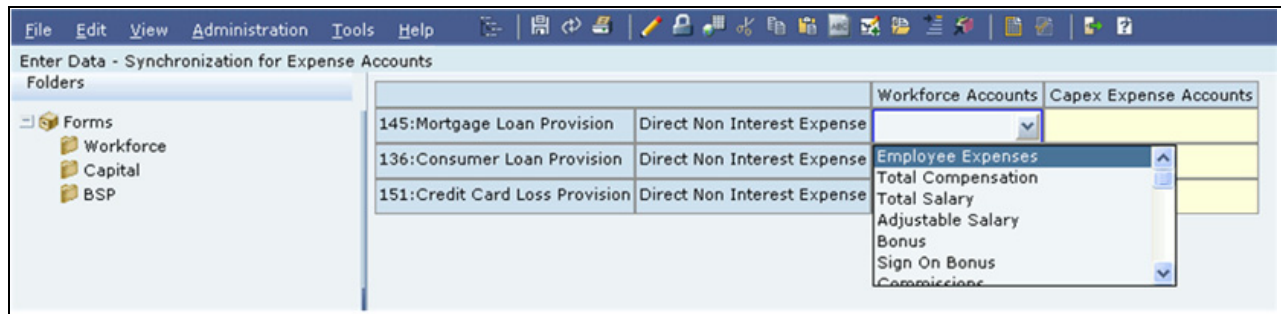 File Edit View Administration Tools Help
Enter Data - Synchronization for Expense Accounts
Folders
Forms
Workforce
Capital
BSP
Workforce Accounts Capex Expense Accounts
145:Mortgage Loan Provision Direct Non Interest Expense
136:Consumer Loan Provision Direct Non Interest Expense
151:Credit Card Loss Provision Direct Non Interest Expense
Employee Expenses
Total Compensation
Total Salary
Adjustable Salary
Bonus
Sign On Bonus
Commissions